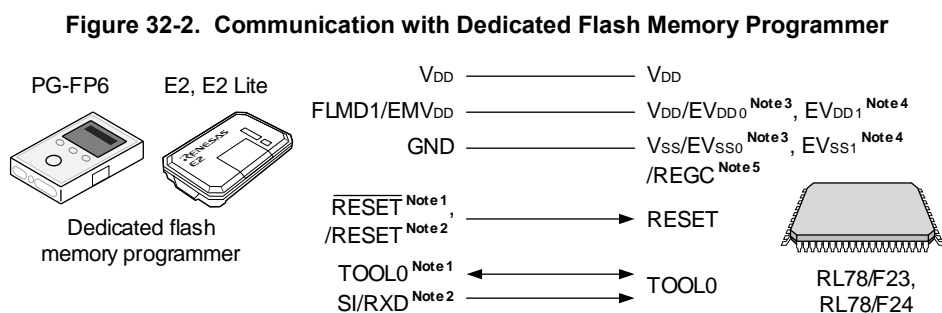 Figure 32-2. Communication with Dedicated Flash Memory Programmer
PG-FP6 E2, E2 Lite
RENESAS
E2
Dedicated flash
memory programmer
VDD VDD
FLMD1/EMVDD VDD/EVDD0 Note 3, EVDD1 Note 4
GND VSS/EVSS0 Note 3, EVSS1 Note 4
/REGC Note 5
RESET Note 1,
/RESET Note 2 RESET
TOOL0 Note 1 TOOL0
SI/RXD Note 2
RL78/F23,
RL78/F24